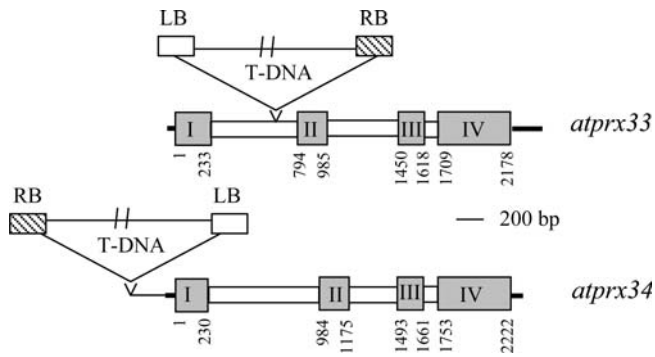 LB RB
T-DNA
I II III IV atprx33
1 233 794 985 1450 1618 1709 2178
RB LB
200 bp
T-DNA
I II III IV atprx34
1 230 984 1175 1493 1661 1753 2222